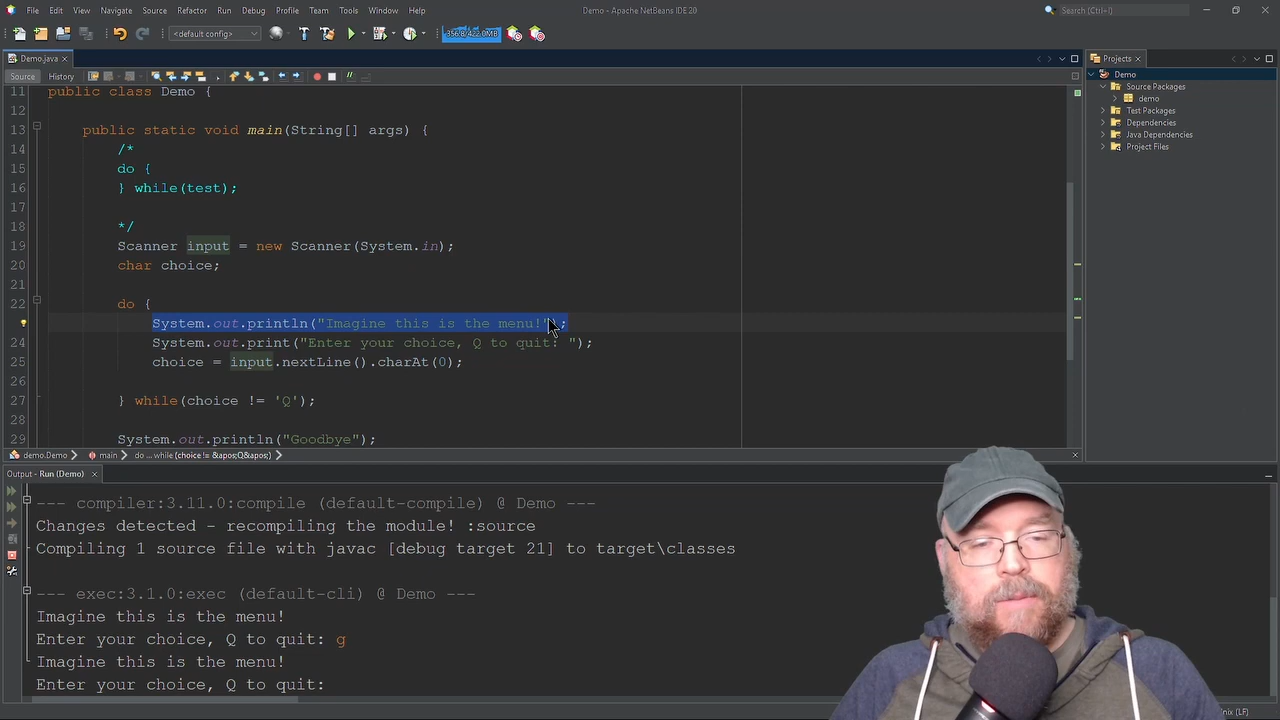 File Edit View Navigate Source Refactor Run Debug Profile Team Tools Window Help
Demo - Apache NetBeans IDE 20
Search (Ctrl+I)
<default config>
356.8/422.0MB
Demo.java
Projects
Source History
Demo
Source Packages
demo
Test Packages
Dependencies
Java Dependencies
Project Files
11 public class Demo {
12
13 public static void main(String[] args) {
14 /*
15 do {
16 } while(test);
17
18 */
19 Scanner input = new Scanner(System.in);
20 char choice;
21
22 do {
System.out.println("Imagine this is the menu!");
24 System.out.print("Enter your choice, Q to quit: ");
25 choice = input.nextLine().charAt(0);
26
27 } while(choice != 'Q');
28
29 System.out.println("Goodbye");
demo.Demo main do ... while (choice != &apos;Q&apos;)
Output - Run (Demo)
--- compiler:3.11.0:compile (default-compile) @ Demo ---
Changes detected - recompiling the module! :source
Compiling 1 source file with javac [debug target 21] to target\classes
--- exec:3.1.0:exec (default-cli) @ Demo ---
Imagine this is the menu!
Enter your choice, Q to quit: g
Imagine this is the menu!
Enter your choice, Q to quit:
(LF)